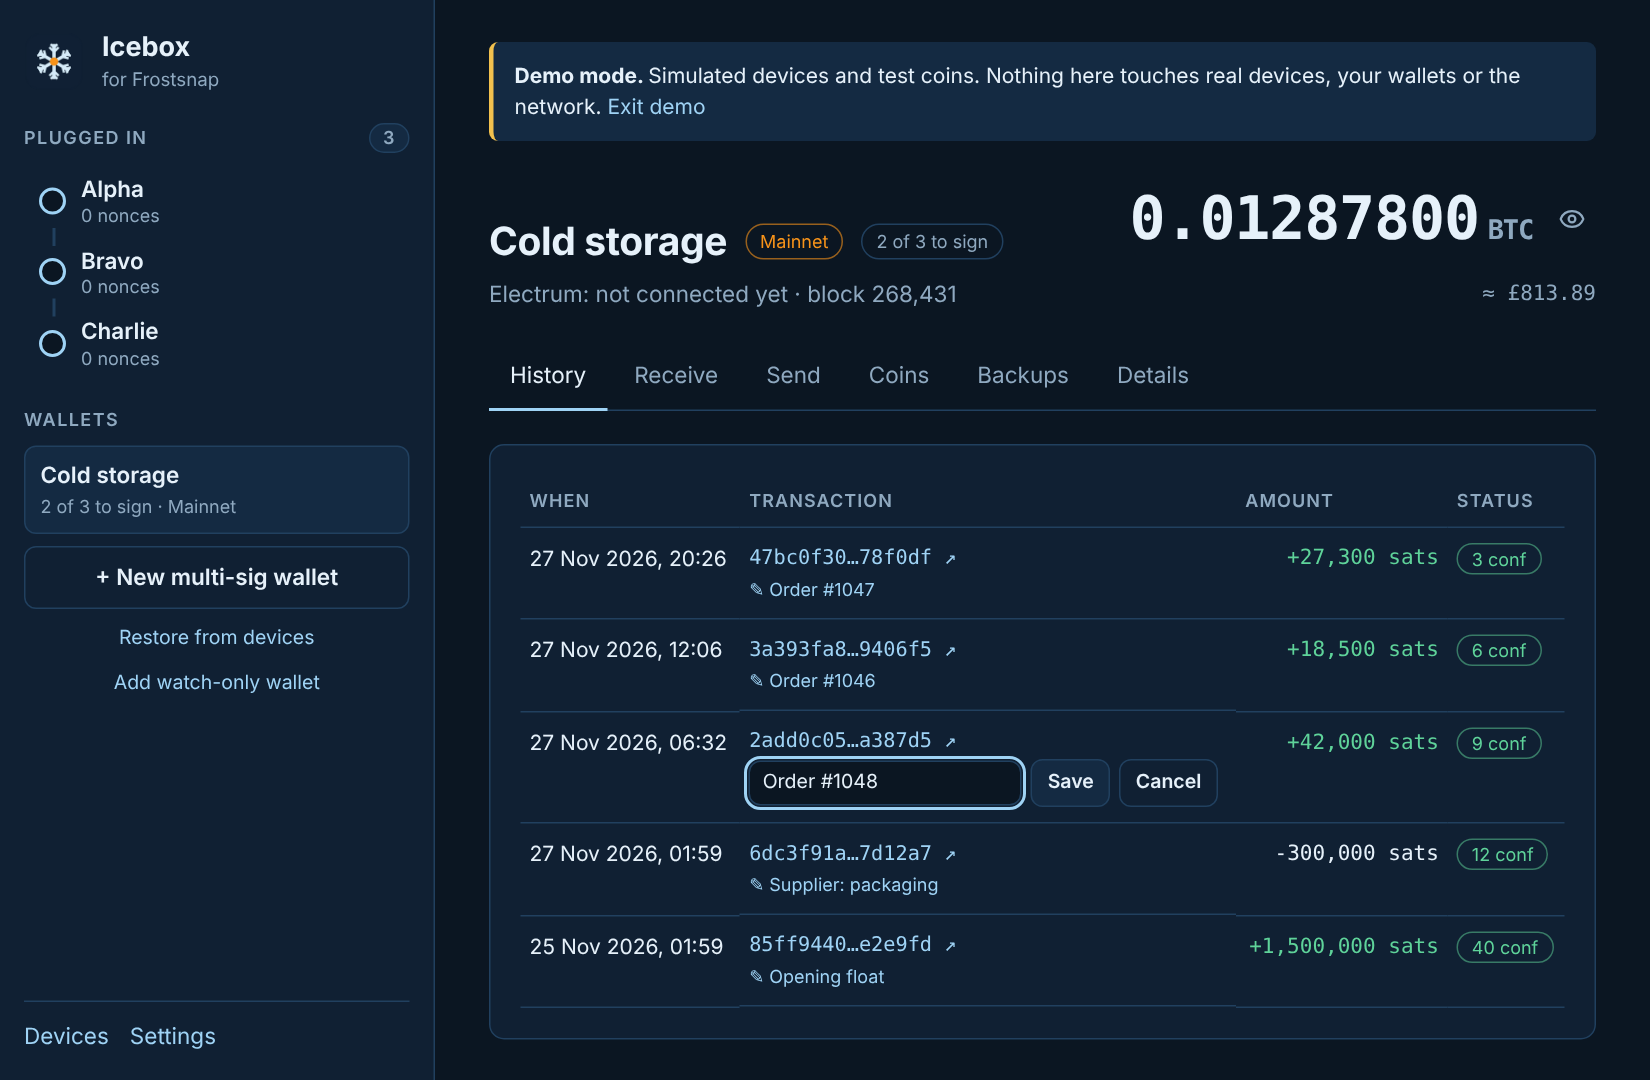 Icebox
for Frostsnap
PLUGGED IN
3
Alpha
0 nonces
Bravo
0 nonces
Charlie
0 nonces
WALLETS
Cold storage
2 of 3 to sign · Mainnet
+ New multi-sig wallet
Restore from devices
Add watch-only wallet
Devices Settings
Demo mode. Simulated devices and test coins. Nothing here touches real devices, your wallets or the
network. Exit demo
Cold storage Mainnet 2 of 3 to sign
0.01287800 BTC
Electrum: not connected yet · block 268,431
≈ £813.89
History Receive Send Coins Backups Details
WHEN TRANSACTION AMOUNT STATUS
27 Nov 2026, 20:26 47bc0f30…78f0df ↗ +27,300 sats 3 conf
✎ Order #1047
27 Nov 2026, 12:06 3a393fa8…9406f5 ↗ +18,500 sats 6 conf
✎ Order #1046
27 Nov 2026, 06:32 2add0c05…a387d5 ↗ +42,000 sats 9 conf
Order #1048 Save Cancel
27 Nov 2026, 01:59 6dc3f91a…7d12a7 ↗ -300,000 sats 12 conf
✎ Supplier: packaging
25 Nov 2026, 01:59 85ff9440…e2e9fd ↗ +1,500,000 sats 40 conf
✎ Opening float